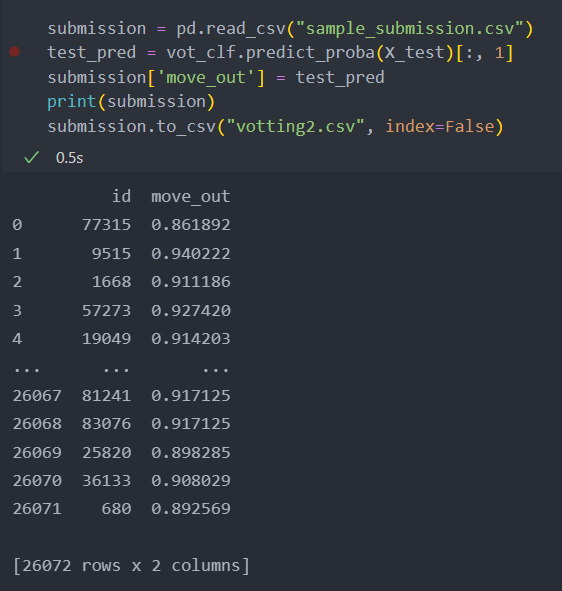 submission = pd.read_csv("sample_submission.csv")
test_pred = vot_clf.predict_proba(X_test)[:, 1]
submission['move_out'] = test_pred
print(submission)
submission.to_csv("votting2.csv", index=False)
0.5s
id move_out
0 77315 0.861892
1 9515 0.940222
2 1668 0.911186
3 57273 0.927420
4 19049 0.914203
... ... ...
26067 81241 0.917125
26068 83076 0.917125
26069 25820 0.898285
26070 36133 0.908029
26071 680 0.892569
[26072 rows x 2 columns]